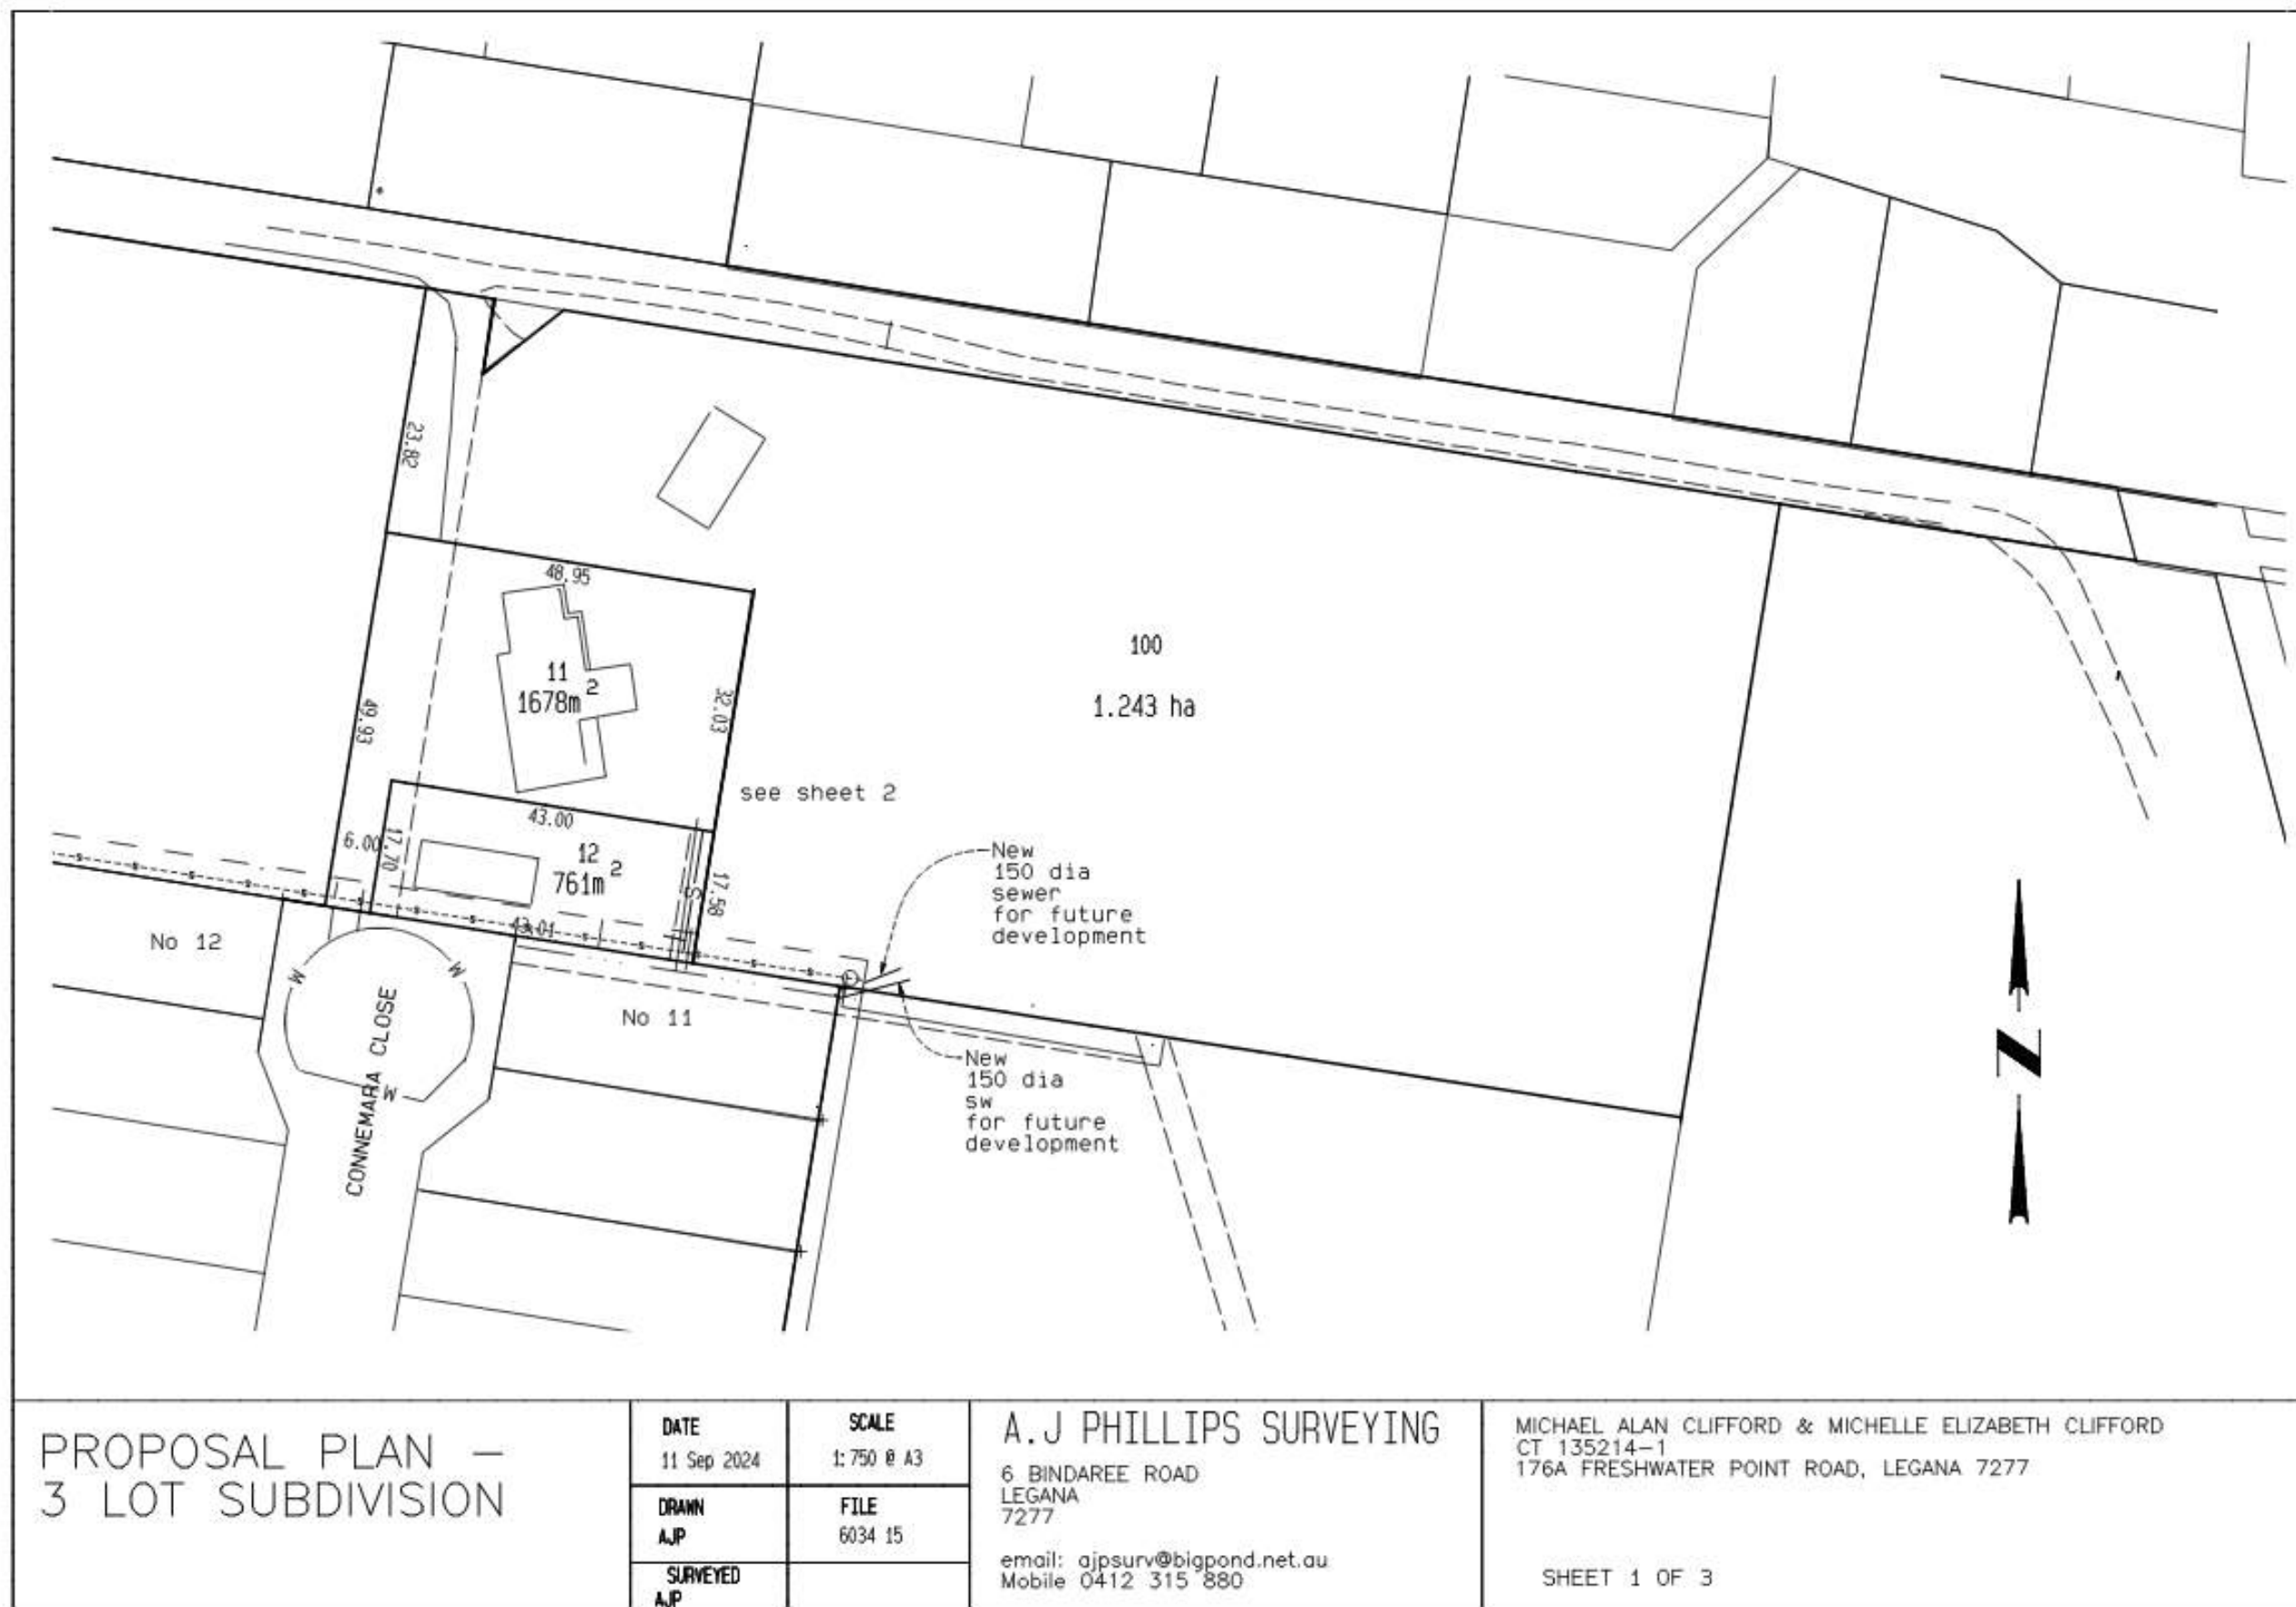 23.82
48.95
11
1678m²
49.93
32.03
100
1.243 ha
see sheet 2
43.00
6.00
17.70
12
761m²
S
17.58
43.01
New
150 dia
sewer
for future
development
No 12
No 11
M
M
M
CONNEMARA CLOSE
New
150 dia
sw
for future
development
N
PROPOSAL PLAN –
3 LOT SUBDIVISION
DATE
11 Sep 2024
SCALE
1:750 @ A3
DRAWN
AJP
FILE
6034 15
SURVEYED
AJP
A.J PHILLIPS SURVEYING
6 BINDAREE ROAD
LEGANA
7277
email: ajpsurv@bigpond.net.au
Mobile 0412 315 880
MICHAEL ALAN CLIFFORD & MICHELLE ELIZABETH CLIFFORD
CT 135214-1
176A FRESHWATER POINT ROAD, LEGANA 7277
SHEET 1 OF 3